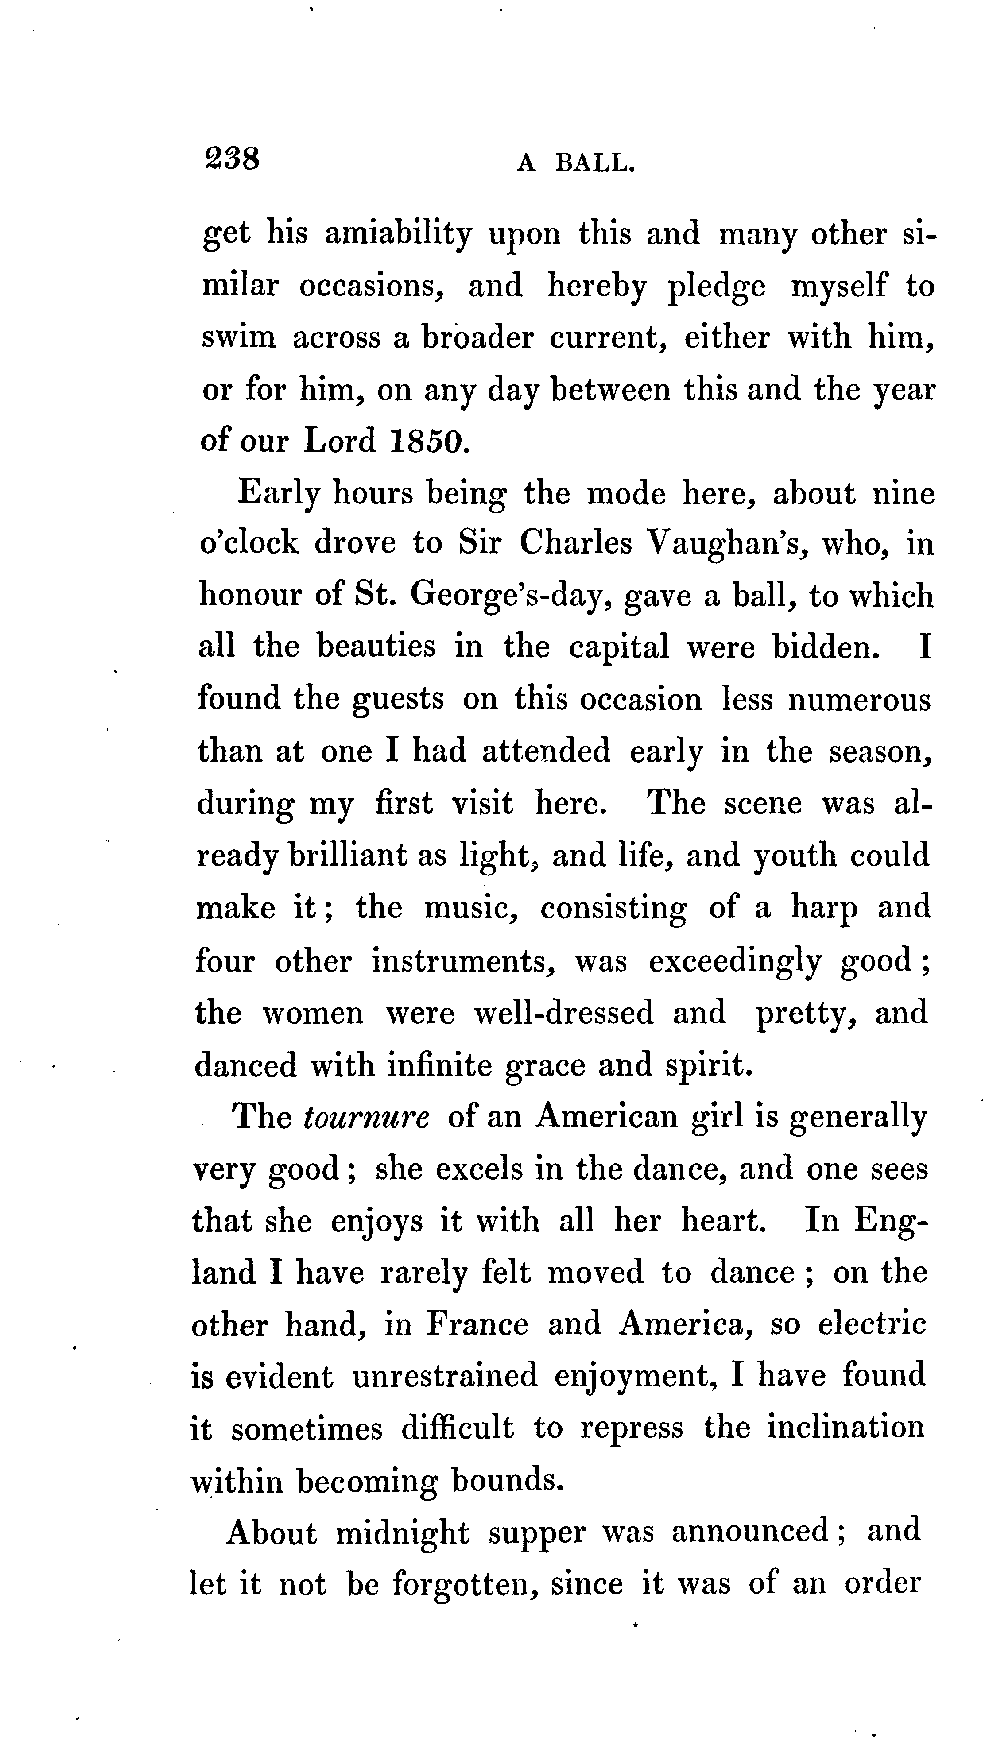 238 A BALL.
get his amiability upon this and many other si-
milar occasions, and hereby pledge myself to
swim across a broader current, either with him,
or for him, on any day between this and the year
of our Lord 1850.
Early hours being the mode here, about nine
o'clock drove to Sir Charles Vaughan's, who, in
honour of St. George's-day, gave a ball, to which
all the beauties in the capital were bidden. I
found the guests on this occasion less numerous
than at one I had attended early in the season,
during my first visit here. The scene was al-
ready brilliant as light, and life, and youth could
make it; the music, consisting of a harp and
four other instruments, was exceedingly good;
the women were well-dressed and pretty, and
danced with infinite grace and spirit.
The tournure of an American girl is generally
very good; she excels in the dance, and one sees
that she enjoys it with all her heart. In Eng-
land I have rarely felt moved to dance; on the
other hand, in France and America, so electric
is evident unrestrained enjoyment, I have found
it sometimes difficult to repress the inclination
within becoming bounds.
About midnight supper was announced; and
let it not be forgotten, since it was of an order